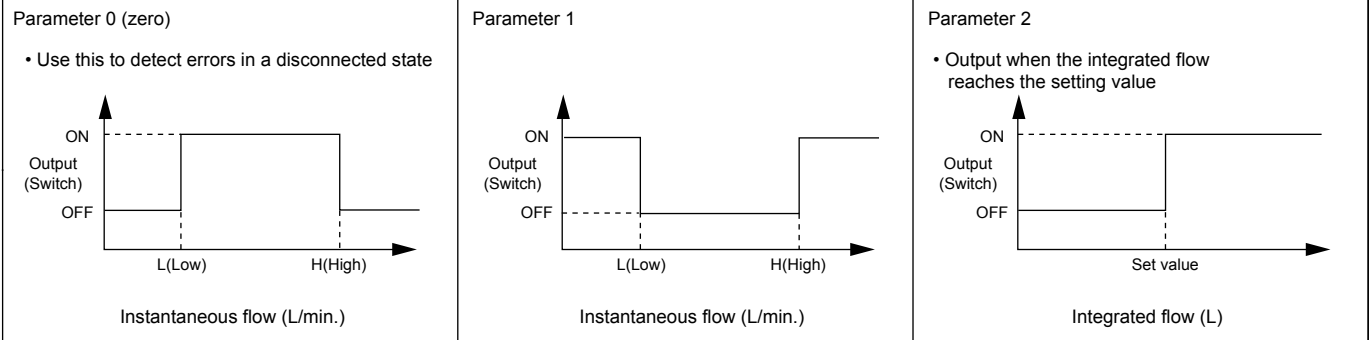 Parameter 0 (zero)
• Use this to detect errors in a disconnected state
ON
Output
(Switch)
OFF
L(Low)
H(High)
Instantaneous flow (L/min.)
Parameter 1
ON
Output
(Switch)
OFF
L(Low)
H(High)
Instantaneous flow (L/min.)
Parameter 2
• Output when the integrated flow
reaches the setting value
ON
Output
(Switch)
OFF
Set value
Integrated flow (L)